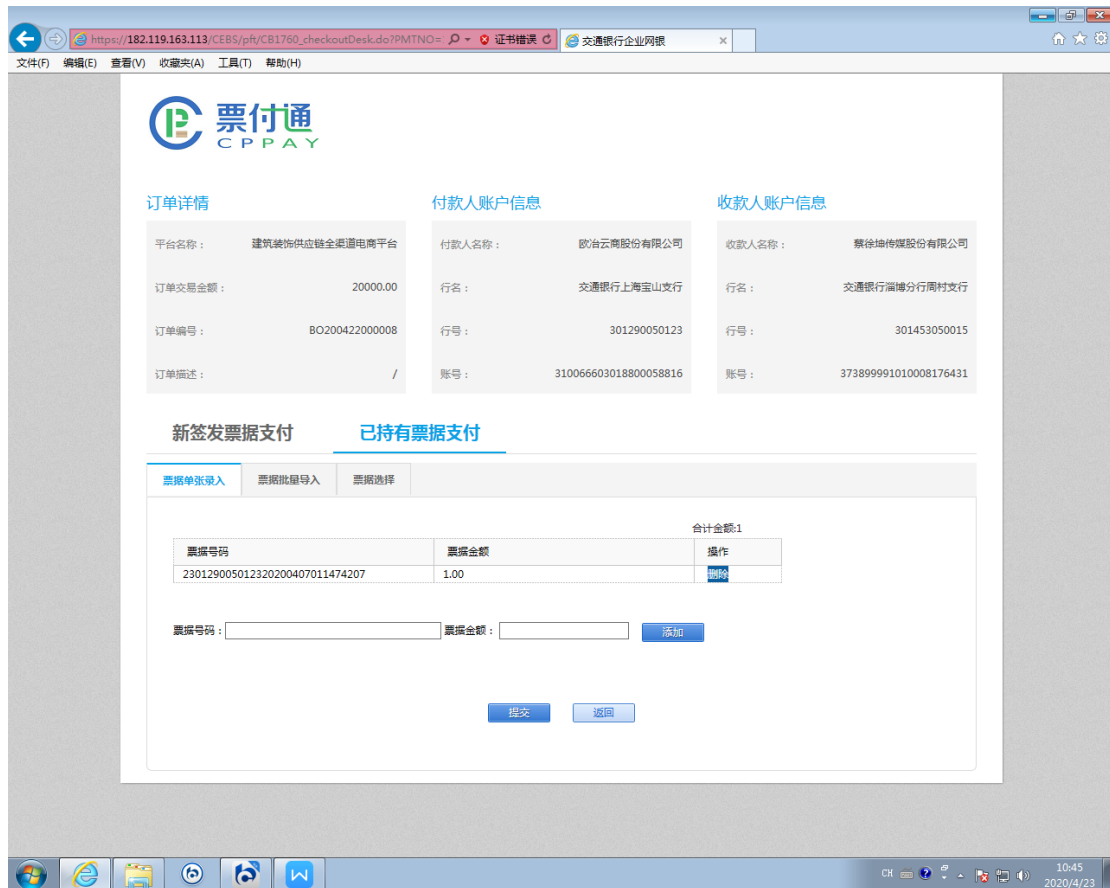 https://182.119.163.113/CEBS/pft/CB1760_checkoutDesk.do?PMTNO= 证书错误 交通银行企业网银
文件(F) 编辑(E) 查看(V) 收藏夹(A) 工具(T) 帮助(H)
票付通
CPPAY
订单详情 付款人账户信息 收款人账户信息
平台名称： 建筑装饰供应链全渠道电商平台 付款人名称： 欧冶云商股份有限公司 收款人名称： 蔡徐坤传媒股份有限公司
订单交易金额： 20000.00 行名： 交通银行上海宝山支行 行名： 交通银行淄博分行周村支行
订单编号： BO200422000008 行号： 301290050123 行号： 301453050015
订单描述： / 账号： 310066603018800058816 账号： 373899991010008176431
新签发票据支付 已持有票据支付
票据单张录入 票据批量导入 票据选择
合计金额:1
票据号码 票据金额 操作
230129005012320200407011474207 1.00 删除
票据号码： 票据金额： 添加
提交 返回
CH 10:45
2020/4/23